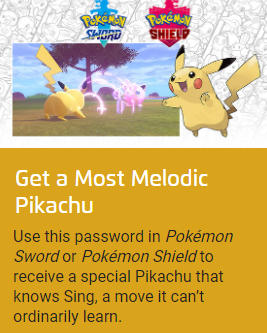 POKéMON POKéMON
SWORD SHIELD
Get a Most Melodic
Pikachu
Use this password in Pokémon
Sword or Pokémon Shield to
receive a special Pikachu that
knows Sing, a move it can’t
ordinarily learn.